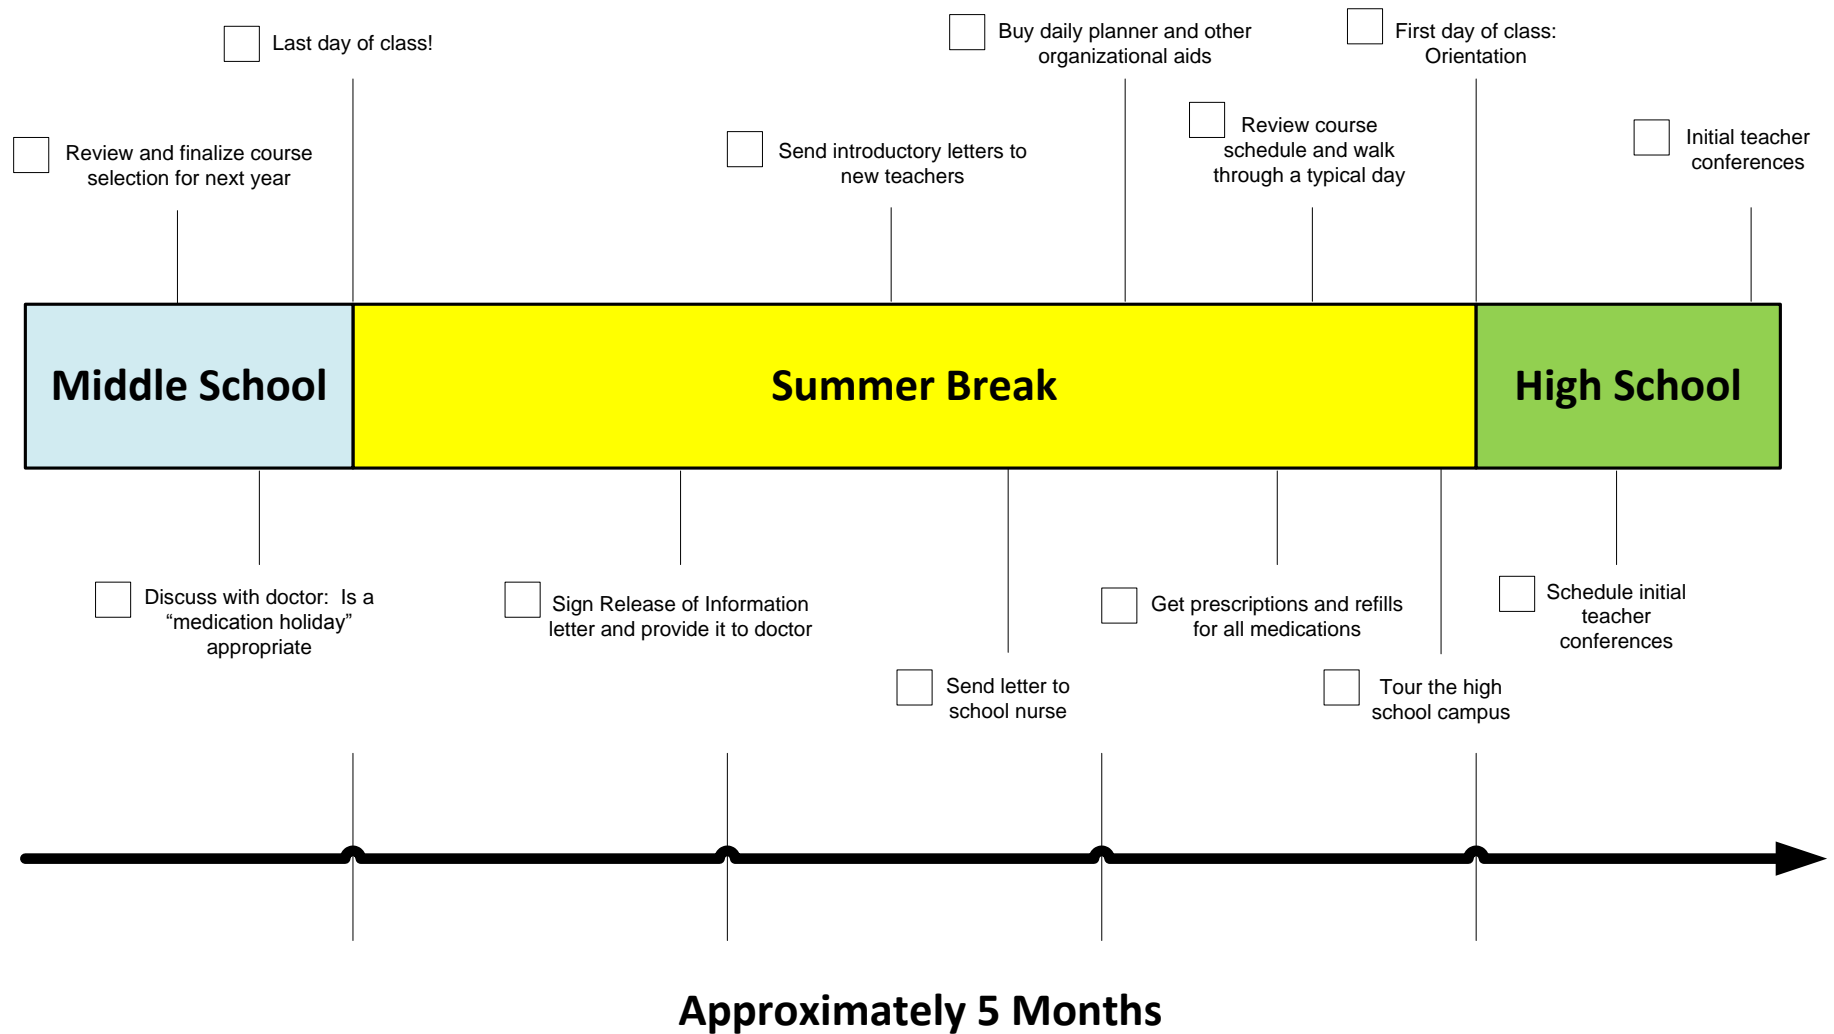 Last day of class!
Buy daily planner and other
organizational aids
First day of class:
Orientation
Review and finalize course
selection for next year
Send introductory letters to
new teachers
Review course
schedule and walk
through a typical day
Initial teacher
conferences
Middle School
Summer Break
High School
Discuss with doctor:  Is a
“medication holiday”
appropriate
Sign Release of Information
letter and provide it to doctor
Get prescriptions and refills
for all medications
Schedule initial
teacher
conferences
Send letter to
school nurse
Tour the high
school campus
Approximately 5 Months